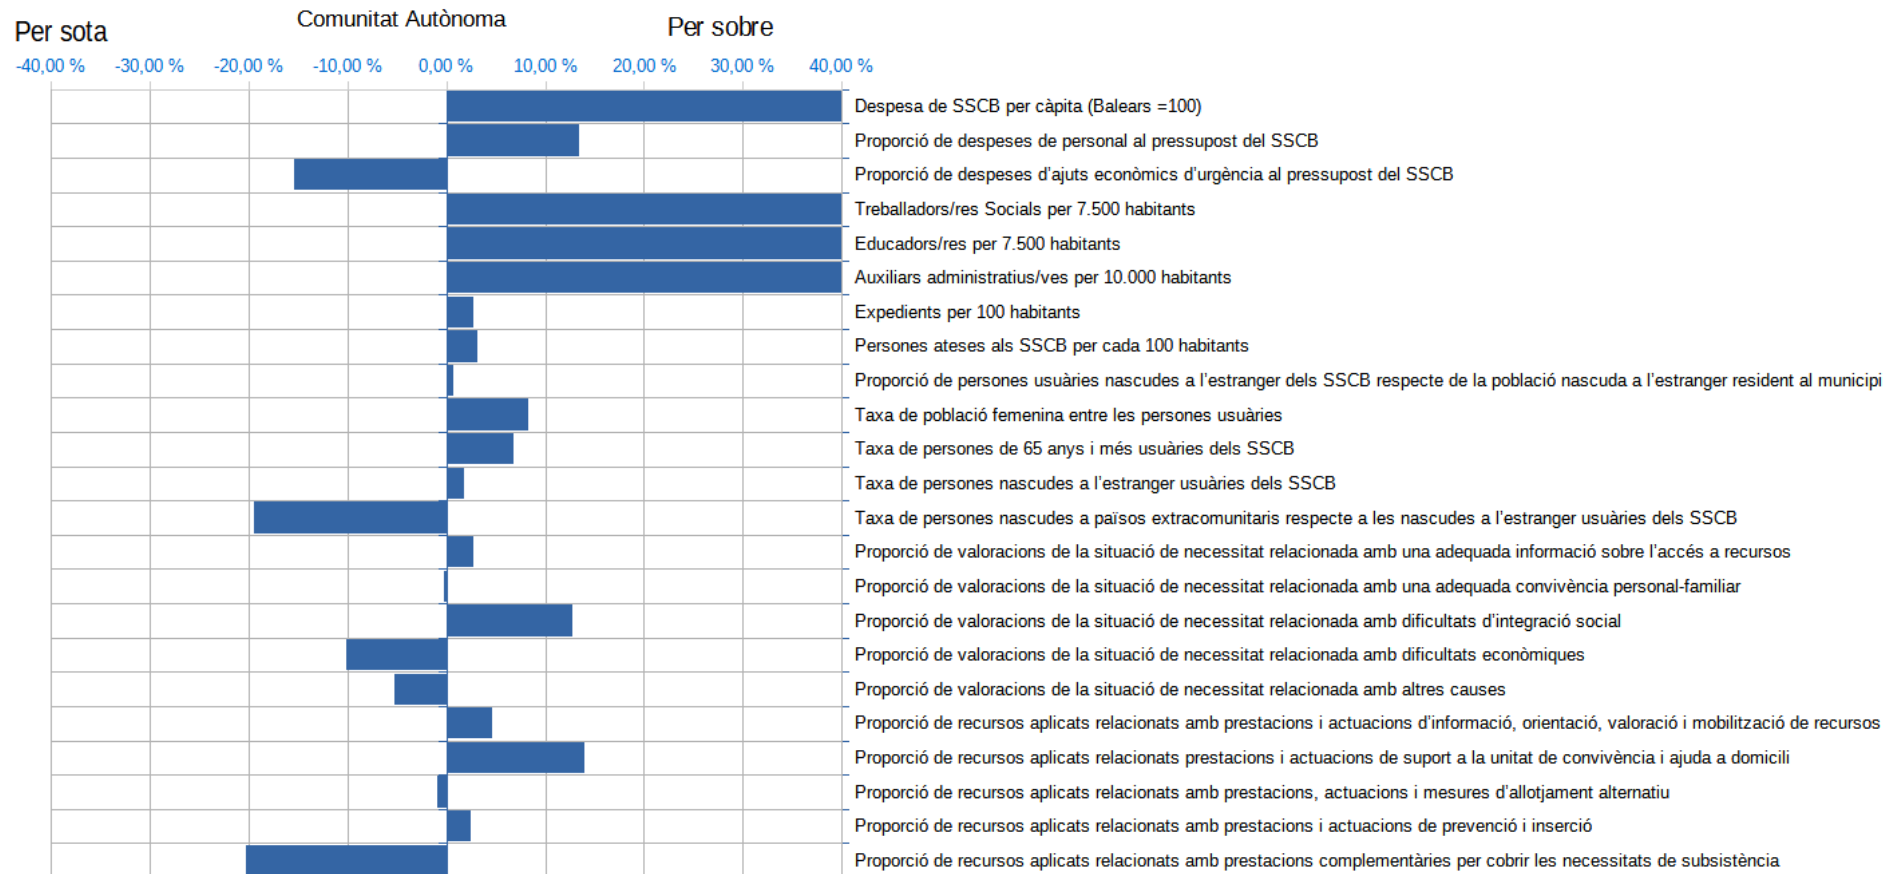 Per sota
Comunitat Autònoma
Per sobre
-40,00 % -30,00 % -20,00 % -10,00 % 0,00 % 10,00 % 20,00 % 30,00 % 40,00 %
Despesa de SSCB per càpita (Balears =100)
Proporció de despeses de personal al pressupost del SSCB
Proporció de despeses d’ajuts econòmics d’urgència al pressupost del SSCB
Treballadors/res Socials per 7.500 habitants
Educadors/res per 7.500 habitants
Auxiliars administratius/ves per 10.000 habitants
Expedients per 100 habitants
Persones ateses als SSCB per cada 100 habitants
Proporció de persones usuàries nascudes a l’estranger dels SSCB respecte de la població nascuda a l’estranger resident al municipi
Taxa de població femenina entre les persones usuàries
Taxa de persones de 65 anys i més usuàries dels SSCB
Taxa de persones nascudes a l’estranger usuàries dels SSCB
Taxa de persones nascudes a països extracomunitaris respecte a les nascudes a l’estranger usuàries dels SSCB
Proporció de valoracions de la situació de necessitat relacionada amb una adequada informació sobre l’accés a recursos
Proporció de valoracions de la situació de necessitat relacionada amb una adequada convivència personal-familiar
Proporció de valoracions de la situació de necessitat relacionada amb dificultats d’integració social
Proporció de valoracions de la situació de necessitat relacionada amb dificultats econòmiques
Proporció de valoracions de la situació de necessitat relacionada amb altres causes
Proporció de recursos aplicats relacionats amb prestacions i actuacions d’informació, orientació, valoració i mobilització de recursos
Proporció de recursos aplicats relacionats prestacions i actuacions de suport a la unitat de convivència i ajuda a domicili
Proporció de recursos aplicats relacionats amb prestacions, actuacions i mesures d’allotjament alternatiu
Proporció de recursos aplicats relacionats amb prestacions i actuacions de prevenció i inserció
Proporció de recursos aplicats relacionats amb prestacions complementàries per cobrir les necessitats de subsistència